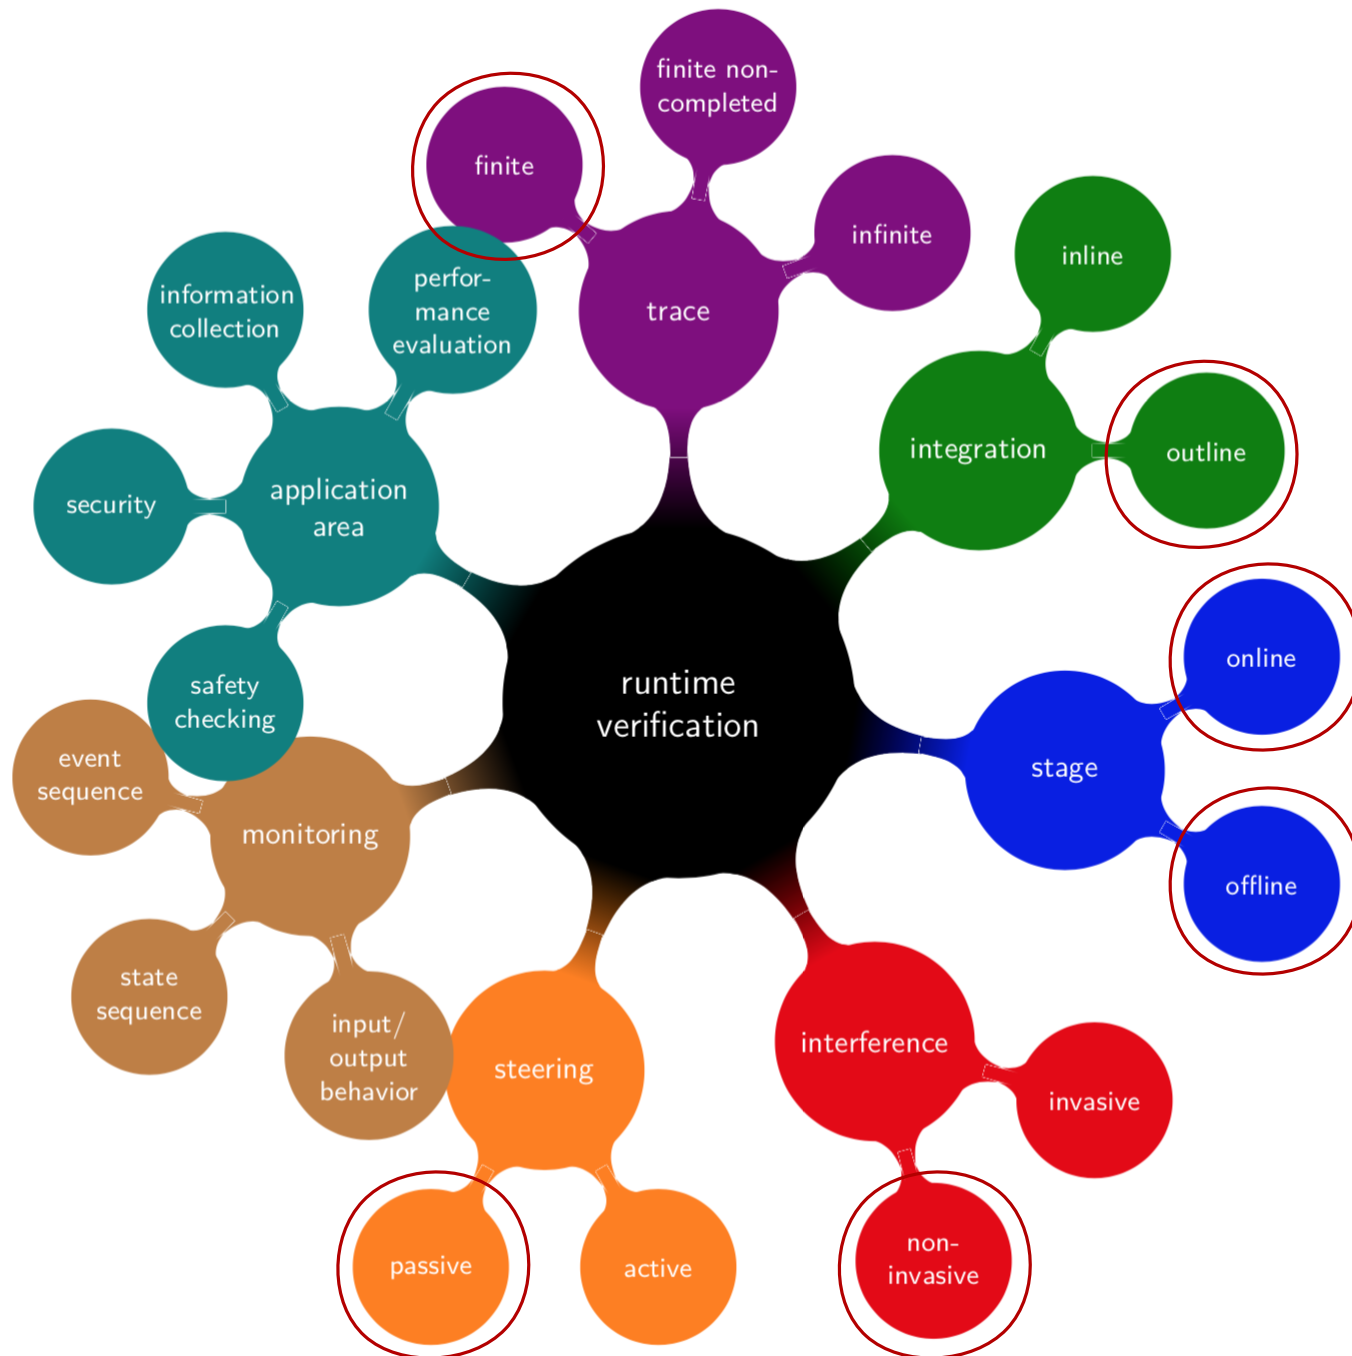 finite non-
completed
finite
infinite
trace
inline
integration
outline
information
collection
perfor-
mance
evaluation
security
application
area
safety
checking
runtime
verification
online
stage
offline
event
sequence
monitoring
state
sequence
input/
output
behavior
steering
passive
active
interference
invasive
non-
invasive